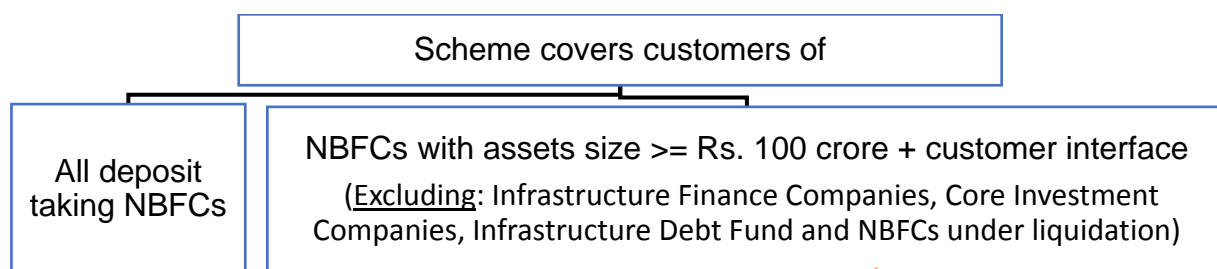 Scheme covers customers of
All deposit
taking NBFCs
NBFCs with assets size >= Rs. 100 crore + customer interface
(Excluding: Infrastructure Finance Companies, Core Investment
Companies, Infrastructure Debt Fund and NBFCs under liquidation)